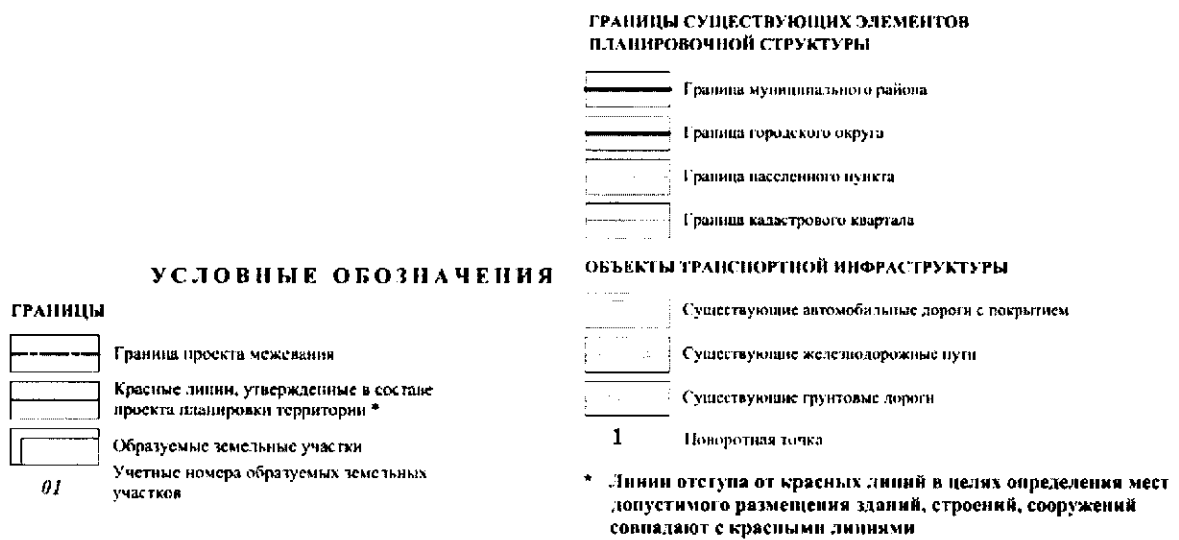 УСЛОВНЫЕ ОБОЗНАЧЕНИЯ
ГРАНИЦЫ
Граница проекта межевания
Красные линии, утвержденные в составе
проекта планировки территории *
Образуемые земельные участки
01
Учетные номера образуемых земельных
участков
ГРАНИЦЫ СУЩЕСТВУЮЩИХ ЭЛЕМЕНТОВ
ПЛАНИРОВОЧНОЙ СТРУКТУРЫ
Граница муниципального района
Граница городского округа
Граница населенного пункта
Граница кадастрового квартала
ОБЪЕКТЫ ТРАНСПОРТНОЙ ИНФРАСТРУКТУРЫ
Существующие автомобильные дороги с покрытием
Существующие железнодорожные пути
Существующие грунтовые дороги
1 Поворотная точка
* Линии отступа от красных линий в целях определения мест
допустимого размещения зданий, строений, сооружений
совпадают с красными линиями